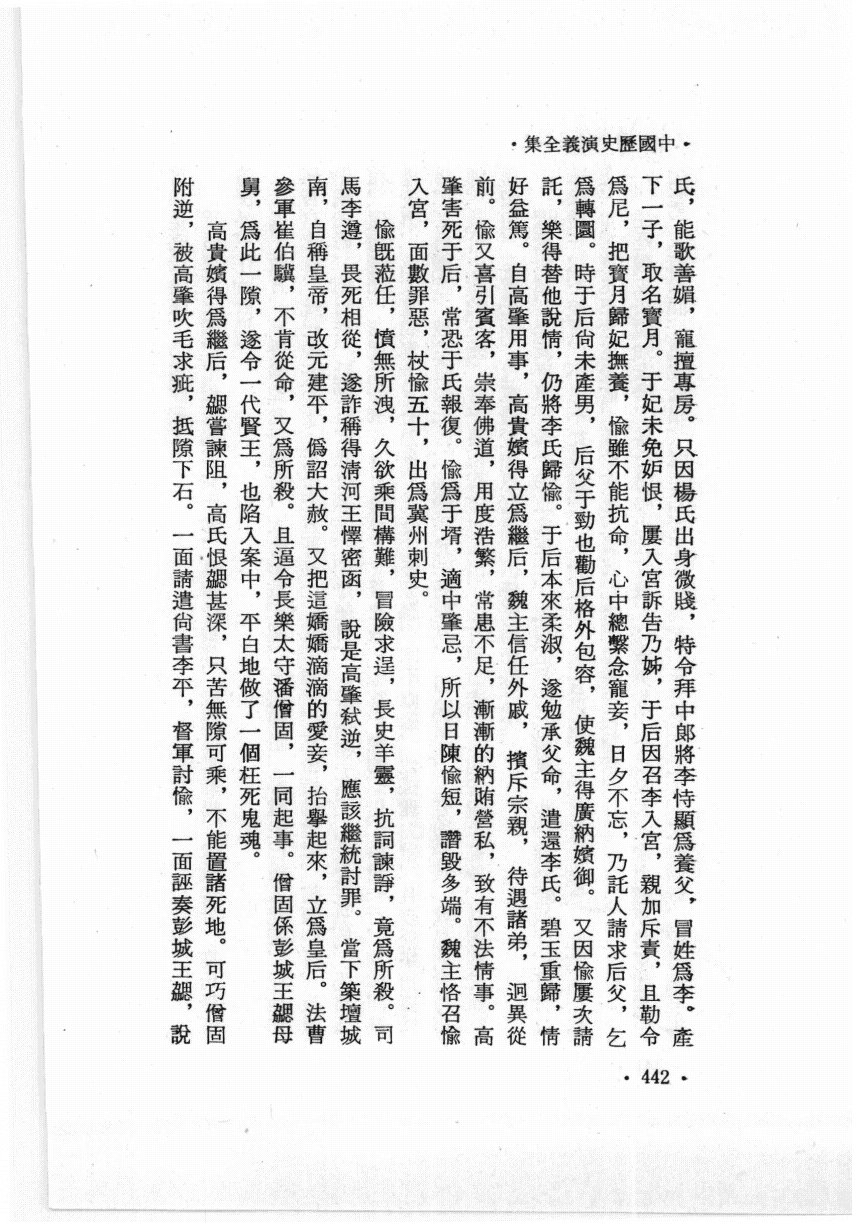 ・中國歷史演義全集・
氏，能歌善媚，寵擅專房。只因楊氏出身微賤，特令拜中郎將李恃顯爲養父，冒姓爲李。產
下一子，取名寶月。于妃未免妒恨，屢入宮訴告乃姊，于后因召李入宮，親加斥責，且勒令
爲尼，把寶月歸妃撫養，愉雖不能抗命，心中總繫念寵妾，日夕不忘，乃託人請求后父，乞
爲轉圜。時于后尙未產男，后父于勁也勸后格外包容，使魏主得廣納嬪御。又因愉屢次請
託，樂得替他說情，仍將李氏歸愉。于后本來柔淑，遂勉承父命，遣還李氏。碧玉重歸，情
好益篤。自高肇用事，高貴嬪得立爲繼后，魏主信任外戚，擯斥宗親，待遇諸弟，迥異從
前。愉又喜引賓客，崇奉佛道，用度浩繁，常患不足，漸漸的納賄營私，致有不法情事。高
肇害死于后，常恐于氏報復。愉爲于壻，適中肇忌，所以日陳愉短，讚毀多端。魏主恪召愉
入宮，面數罪惡，杖愉五十，出爲冀州刺史。
愉旣蒞任，憤無所洩，久欲乘間構難，冒險求逞，長史羊靈，抗詞諫諍，竟爲所殺。司
馬李遵，畏死相從，遂詐稱得淸河王懌密函，說是高肇弒逆，應該繼統討罪。當下築壇城
南，自稱皇帝，改元建平，僞詔大赦。又把這嬌嬌滴滴的愛妾，抬擧起來，立爲皇后。法曹
參軍崔伯驥，不肯從命，又爲所殺。且逼令長樂太守潘僧固，一同起事。僧固係彭城王勰母
舅，爲此一隙，遂令一代賢王，也陷入案中，平白地做了一個枉死鬼魂。
高貴嬪得爲繼后，勰嘗諫阻，高氏恨勰甚深，只苦無隙可乘，不能置諸死地。可巧僧固
附逆，被高肇吹毛求疵，抵隙下石。一面請遣尙書李平，督軍討愉，一面誣奏彭城王勰，說
・442・